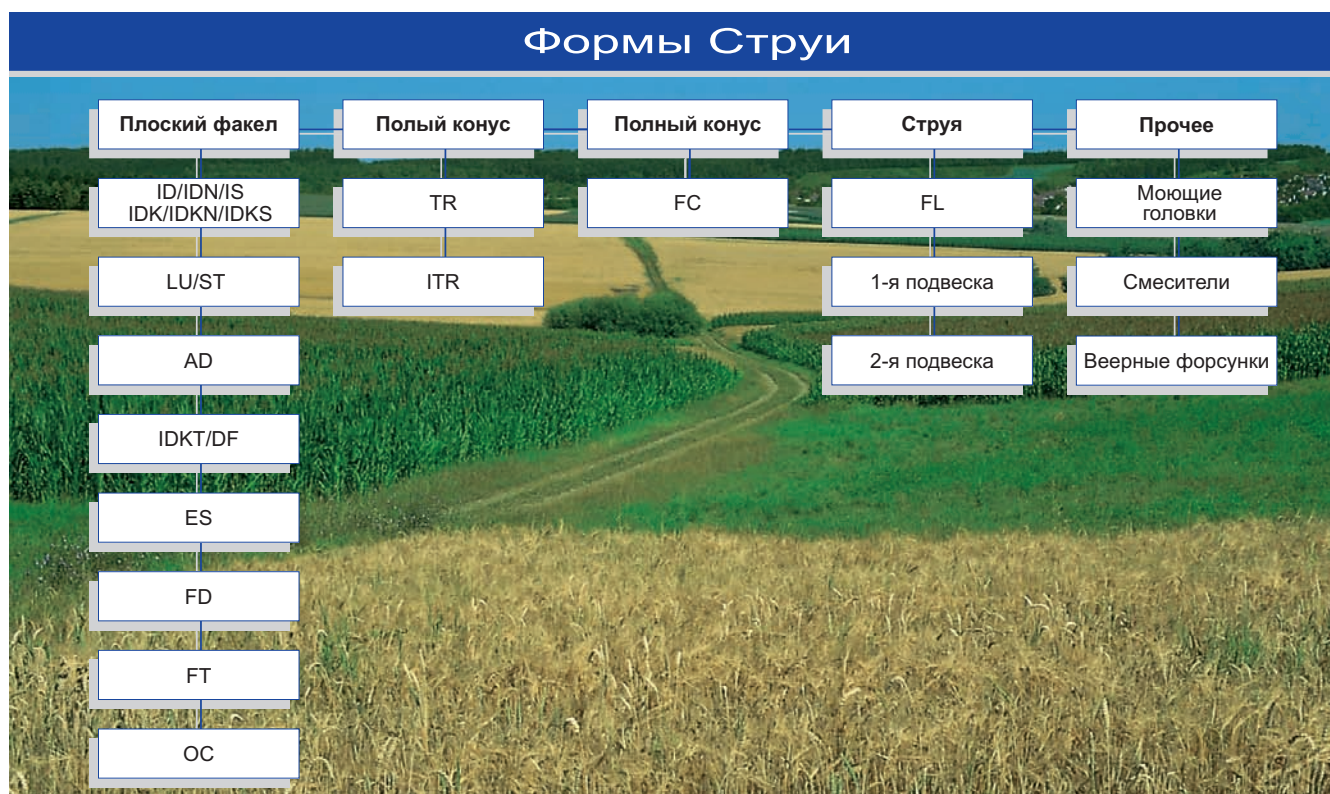 Формы Струи
Плоский факел
Полый конус
Полный конус
Струя
Прочее
ID/IDN/IS
IDK/IDKN/IDKS
TR
FC
FL
Моющие
головки
LU/ST
ITR
1-я подвеска
Смесители
AD
2-я подвеска
Веерные форсунки
IDKT/DF
ES
FD
FT
OC